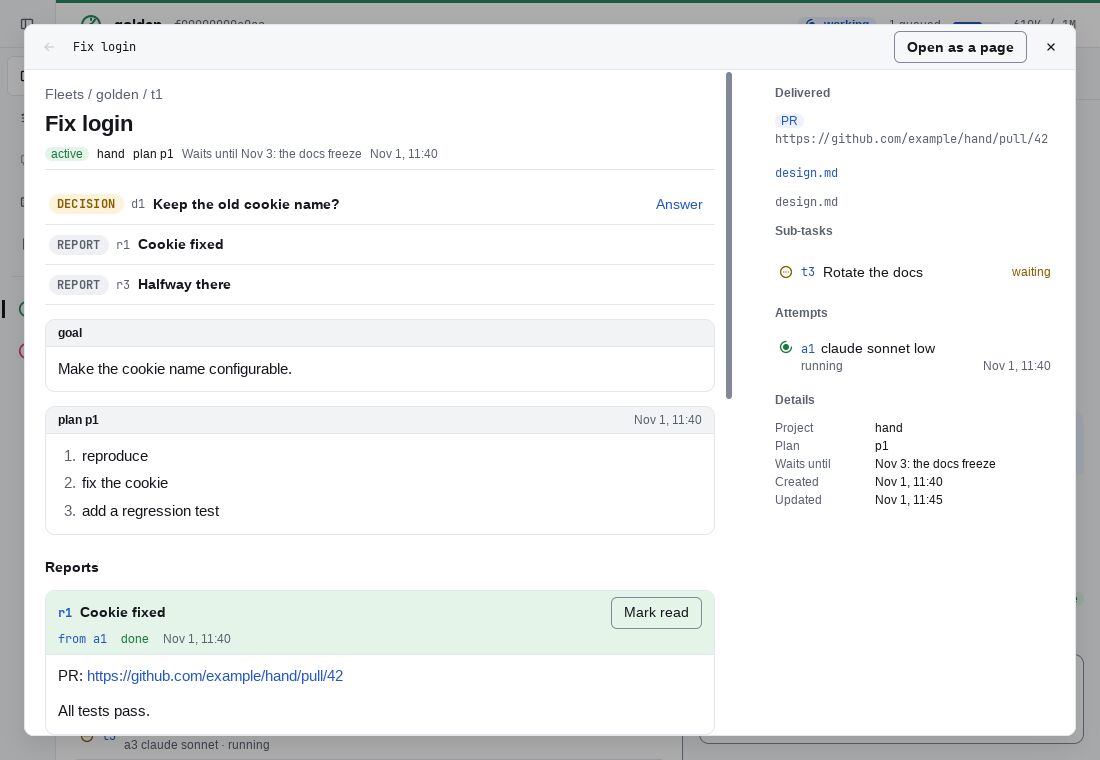 golden
working
1 queued
Fix login
Open as a page
Fleets / golden / t1
Fix login
active hand plan p1 Waits until Nov 3: the docs freeze Nov 1, 11:40
DECISION d1 Keep the old cookie name? Answer
REPORT r1 Cookie fixed
REPORT r3 Halfway there
goal
Make the cookie name configurable.
plan p1 Nov 1, 11:40
1. reproduce
2. fix the cookie
3. add a regression test
Reports
r1 Cookie fixed Mark read
from a1 done Nov 1, 11:40
PR: https://github.com/example/hand/pull/42
All tests pass.
Delivered
PR
https://github.com/example/hand/pull/42
design.md
design.md
Sub-tasks
t3 Rotate the docs waiting
Attempts
a1 claude sonnet low
running Nov 1, 11:40
Details
Project hand
Plan p1
Waits until Nov 3: the docs freeze
Created Nov 1, 11:40
Updated Nov 1, 11:45
t3
a3 claude sonnet · running